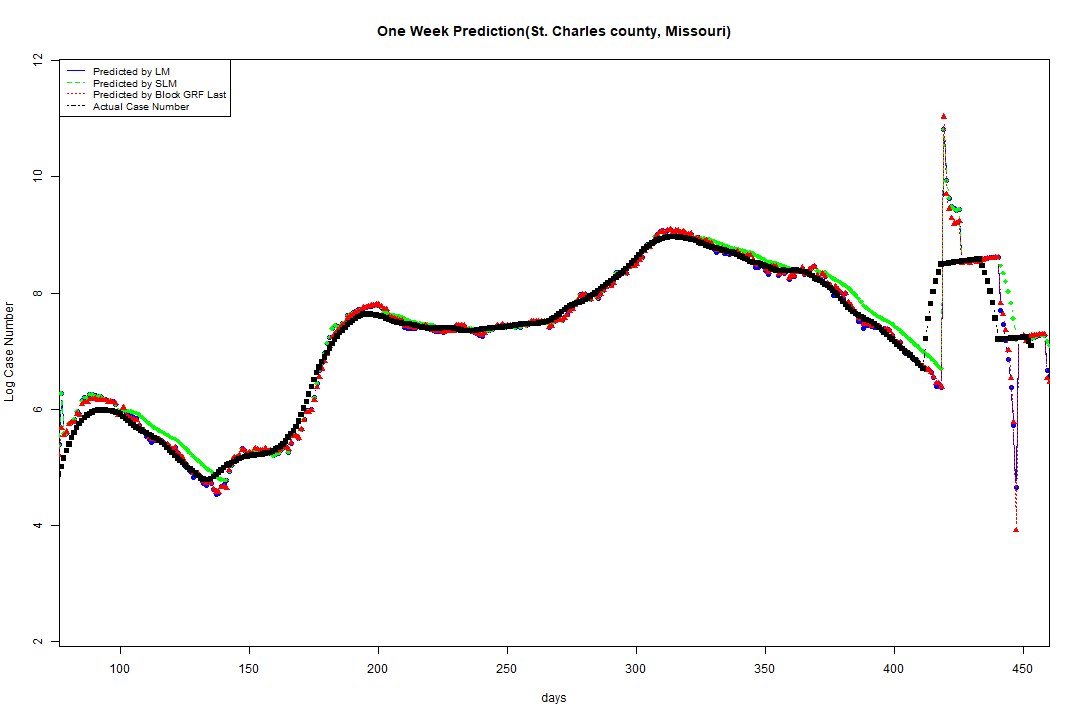 One Week Prediction(St. Charles county, Missouri)
12
Predicted by LM
Predicted by SLM
Predicted by Block GRF Last
Actual Case Number
10
8
6
4
2
Log Case Number
100 150 200 250 300 350 400 450
days